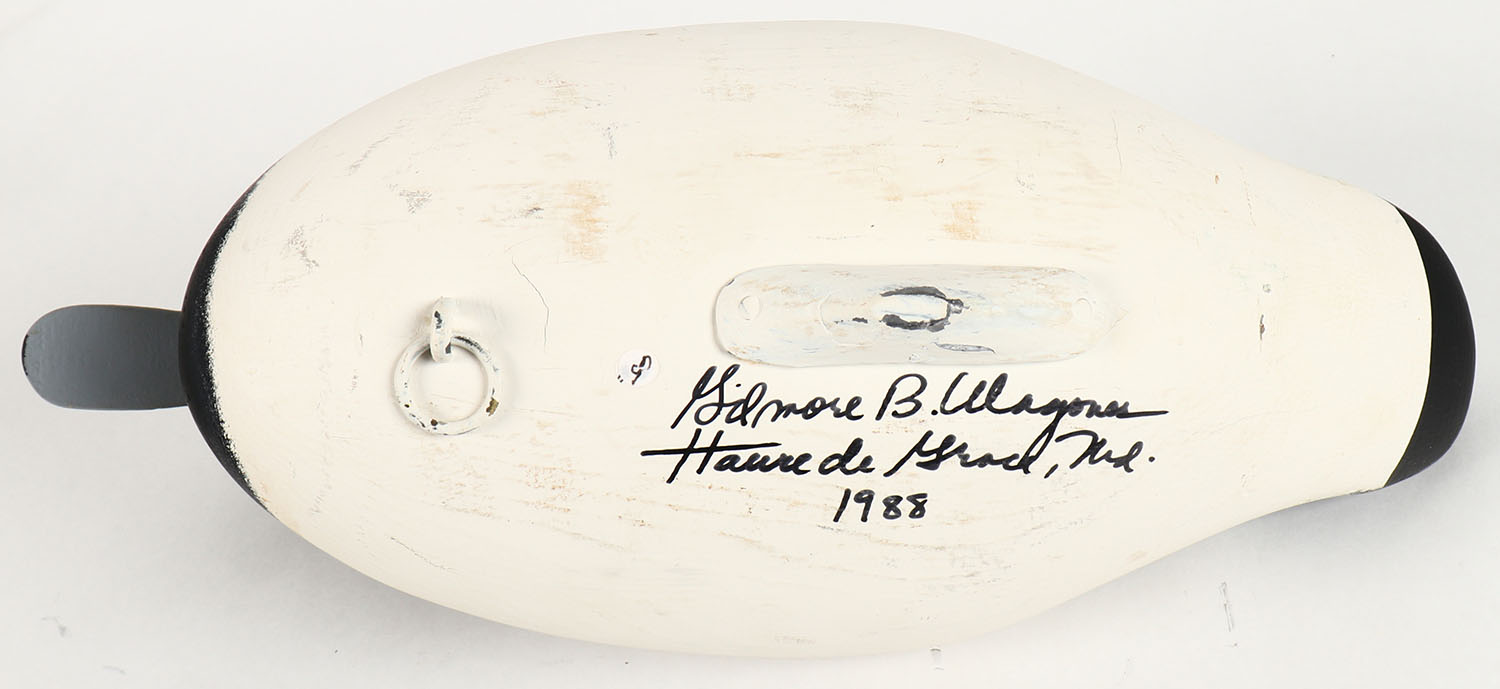 Gilmore B. Wagoner
Havre de Grace, Md.
1988